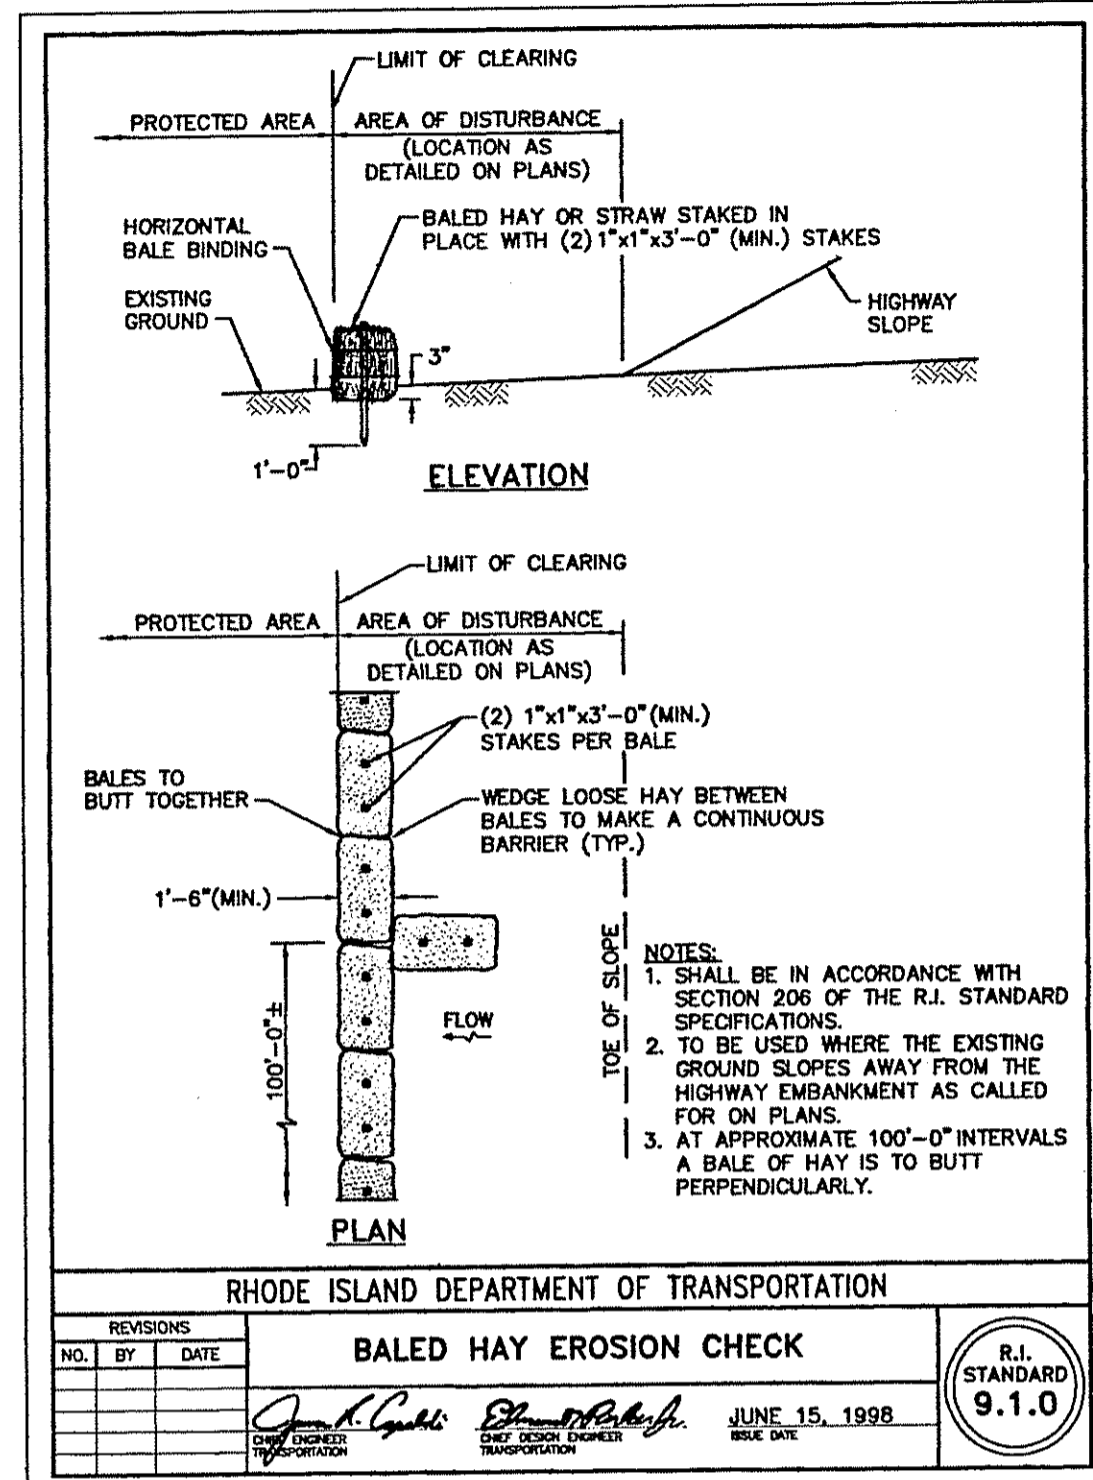 LIMIT OF CLEARING
PROTECTED AREA
AREA OF DISTURBANCE
(LOCATION AS
DETAILED ON PLANS)
HORIZONTAL
BALE BINDING
BALED HAY OR STRAW STAKED IN
PLACE WITH (2) 1"x1"x3'-0" (MIN.) STAKES
EXISTING
GROUND
HIGHWAY
SLOPE
3"
1'-0"
ELEVATION
LIMIT OF CLEARING
PROTECTED AREA
AREA OF DISTURBANCE
(LOCATION AS
DETAILED ON PLANS)
(2) 1"x1"x3'-0"(MIN.)
STAKES PER BALE
BALES TO
BUTT TOGETHER
WEDGE LOOSE HAY BETWEEN
BALES TO MAKE A CONTINUOUS
BARRIER (TYP.)
1'-6"(MIN.)
100'-0"±
FLOW
TOE OF SLOPE
NOTES:
1. SHALL BE IN ACCORDANCE WITH
SECTION 206 OF THE R.I. STANDARD
SPECIFICATIONS.
2. TO BE USED WHERE THE EXISTING
GROUND SLOPES AWAY FROM THE
HIGHWAY EMBANKMENT AS CALLED
FOR ON PLANS.
3. AT APPROXIMATE 100'-0" INTERVALS
A BALE OF HAY IS TO BUTT
PERPENDICULARLY.
PLAN
RHODE ISLAND DEPARTMENT OF TRANSPORTATION
REVISIONS
NO. BY DATE
BALED HAY EROSION CHECK
CHIEF ENGINEER
TRANSPORTATION
CHIEF DESIGN ENGINEER
TRANSPORTATION
JUNE 15, 1998
ISSUE DATE
R.I.
STANDARD
9.1.0